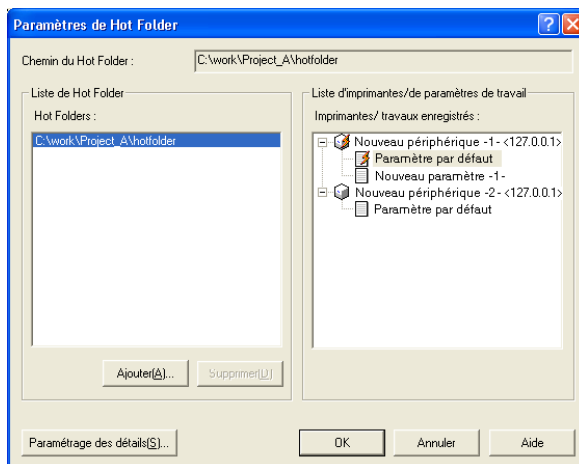 Paramètres de Hot Folder
Chemin du Hot Folder :
C:\work\Project_A\hotfolder
Liste de Hot Folder
Hot Folders :
C:\work\Project_A\hotfolder
Ajouter(A)...
Supprimer(U)
Liste d'imprimantes/de paramètres de travail
Imprimantes/ travaux enregistrés :
Nouveau périphérique -1- <127.0.0.1>
Paramètre par défaut
Nouveau paramètre -1-
Nouveau périphérique -2- <127.0.0.1>
Paramètre par défaut
Paramétrage des détails(S)...
OK
Annuler
Aide